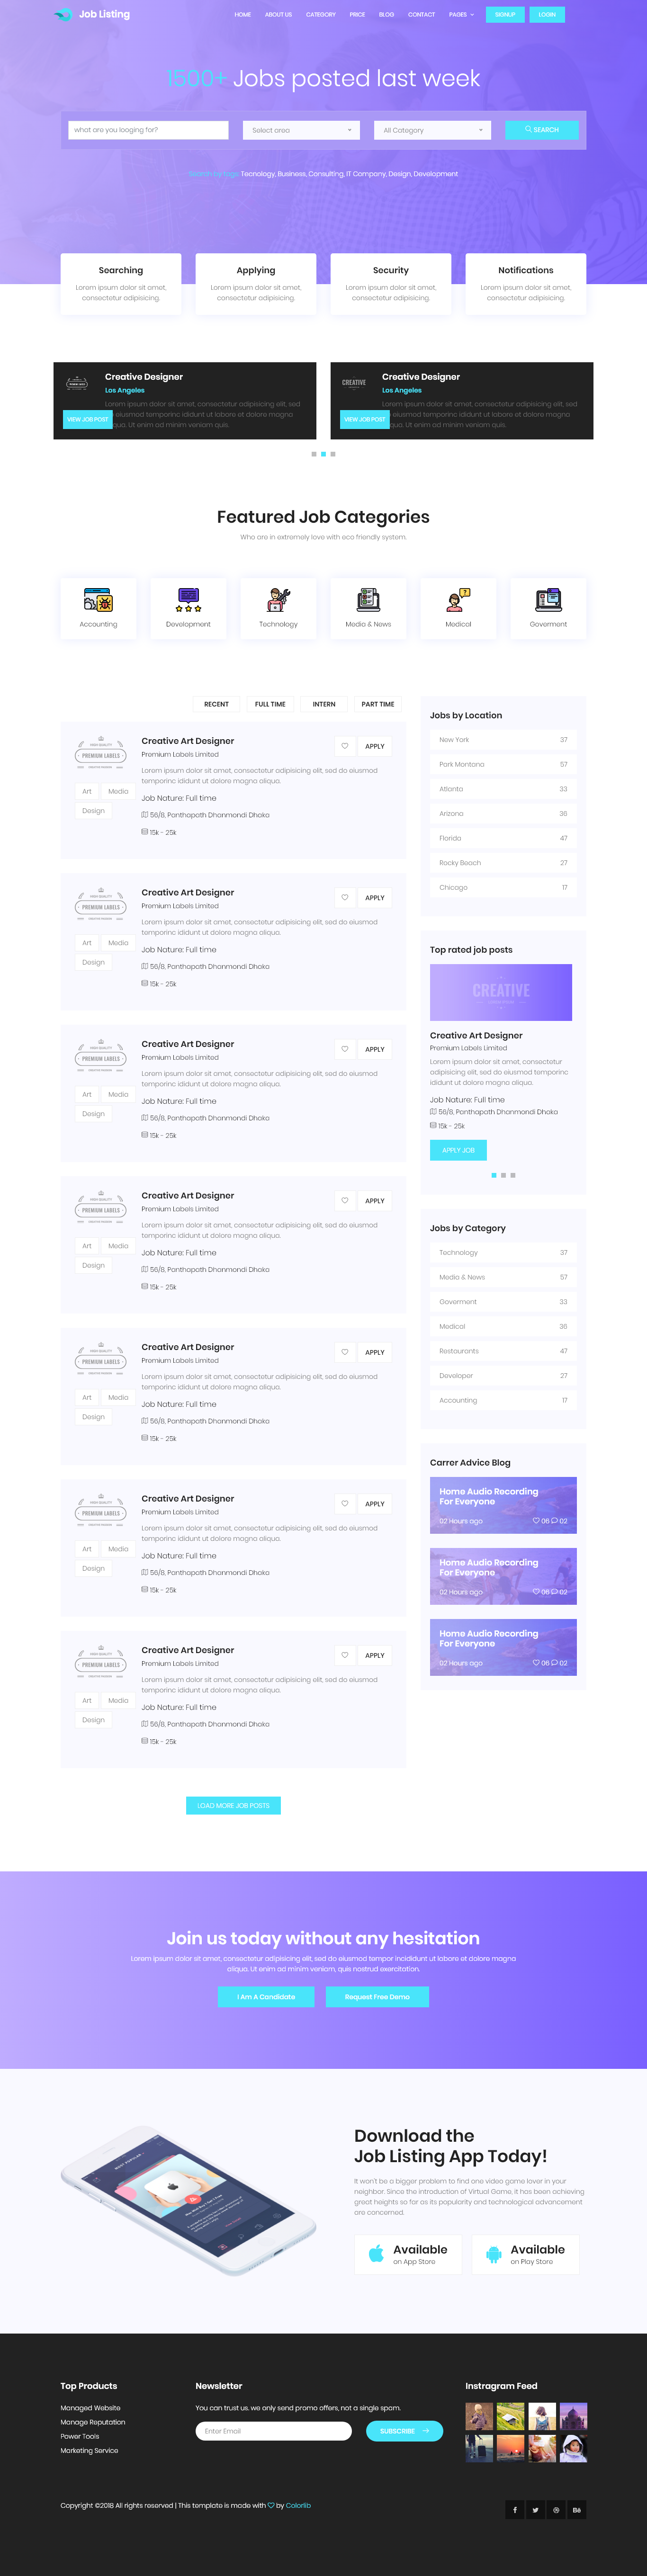 Job Listing
HOME ABOUT US CATEGORY PRICE BLOG CONTACT PAGES SIGNUP LOGIN
1500+ Jobs posted last week
what are you looging for? Select area All Category SEARCH
Search by tags: Tecnology, Business, Consulting, IT Company, Design, Development
Searching
Lorem ipsum dolor sit amet,
consectetur adipisicing.
Applying
Lorem ipsum dolor sit amet,
consectetur adipisicing.
Security
Lorem ipsum dolor sit amet,
consectetur adipisicing.
Notifications
Lorem ipsum dolor sit amet,
consectetur adipisicing.
Creative Designer
Los Angeles
Lorem ipsum dolor sit amet, consectetur adipisicing elit, sed
eiusmod temporinc ididunt ut labore et dolore magna
qua. Ut enim ad minim veniam quis.
VIEW JOB POST
CREATIVE
Creative Designer
Los Angeles
Lorem ipsum dolor sit amet, consectetur adipisicing elit, sed
eiusmod temporinc ididunt ut labore et dolore magna
qua. Ut enim ad minim veniam quis.
VIEW JOB POST
Featured Job Categories
Who are in extremely love with eco friendly system.
Accounting Development Technology Media & News Medical Goverment
RECENT FULL TIME INTERN PART TIME
HIGH QUALITY
PREMIUM LABELS
Art Media
Design
Creative Art Designer
Premium Labels Limited
APPLY
Lorem ipsum dolor sit amet, consectetur adipisicing elit, sed do eiusmod
temporinc ididunt ut dolore magna aliqua.
Job Nature: Full time
56/8, Panthapath Dhanmondi Dhaka
15k - 25k
HIGH QUALITY
PREMIUM LABELS
Art Media
Design
Creative Art Designer
Premium Labels Limited
APPLY
Lorem ipsum dolor sit amet, consectetur adipisicing elit, sed do eiusmod
temporinc ididunt ut dolore magna aliqua.
Job Nature: Full time
56/8, Panthapath Dhanmondi Dhaka
15k - 25k
HIGH QUALITY
PREMIUM LABELS
Art Media
Design
Creative Art Designer
Premium Labels Limited
APPLY
Lorem ipsum dolor sit amet, consectetur adipisicing elit, sed do eiusmod
temporinc ididunt ut dolore magna aliqua.
Job Nature: Full time
56/8, Panthapath Dhanmondi Dhaka
15k - 25k
HIGH QUALITY
PREMIUM LABELS
Art Media
Design
Creative Art Designer
Premium Labels Limited
APPLY
Lorem ipsum dolor sit amet, consectetur adipisicing elit, sed do eiusmod
temporinc ididunt ut dolore magna aliqua.
Job Nature: Full time
56/8, Panthapath Dhanmondi Dhaka
15k - 25k
HIGH QUALITY
PREMIUM LABELS
Art Media
Design
Creative Art Designer
Premium Labels Limited
APPLY
Lorem ipsum dolor sit amet, consectetur adipisicing elit, sed do eiusmod
temporinc ididunt ut dolore magna aliqua.
Job Nature: Full time
56/8, Panthapath Dhanmondi Dhaka
15k - 25k
HIGH QUALITY
PREMIUM LABELS
Art Media
Design
Creative Art Designer
Premium Labels Limited
APPLY
Lorem ipsum dolor sit amet, consectetur adipisicing elit, sed do eiusmod
temporinc ididunt ut dolore magna aliqua.
Job Nature: Full time
56/8, Panthapath Dhanmondi Dhaka
15k - 25k
HIGH QUALITY
PREMIUM LABELS
Art Media
Design
Creative Art Designer
Premium Labels Limited
APPLY
Lorem ipsum dolor sit amet, consectetur adipisicing elit, sed do eiusmod
temporinc ididunt ut dolore magna aliqua.
Job Nature: Full time
56/8, Panthapath Dhanmondi Dhaka
15k - 25k
LOAD MORE JOB POSTS
Jobs by Location
New York 37
Park Montana 57
Atlanta 33
Arizona 36
Florida 47
Rocky Beach 27
Chicago 17
Top rated job posts
CREATIVE
Creative Art Designer
Premium Labels Limited
Lorem ipsum dolor sit amet, consectetur
adipisicing elit, sed do eiusmod temporinc
ididunt ut dolore magna aliqua.
Job Nature: Full time
56/8, Panthapath Dhanmondi Dhaka
15k - 25k
APPLY JOB
Jobs by Category
Technology 37
Media & News 57
Goverment 33
Medical 36
Restaurants 47
Developer 27
Accounting 17
Carrer Advice Blog
Home Audio Recording
For Everyone
02 Hours ago 06 02
Home Audio Recording
For Everyone
02 Hours ago 06 02
Home Audio Recording
For Everyone
02 Hours ago 06 02
Join us today without any hesitation
Lorem ipsum dolor sit amet, consectetur adipisicing elit, sed do eiusmod tempor incididunt ut labore et dolore magna
aliqua. Ut enim ad minim veniam, quis nostrud exercitation.
I Am A Candidate Request Free Demo
Download the
Job Listing App Today!
It won't be a bigger problem to find one video game lover in your
neighbor. Since the introduction of Virtual Game, it has been achieving
great heights so far as its popularity and technological advancement
are concerned.
Available
on App Store
Available
on Play Store
Top Products
Managed Website
Manage Reputation
Power Tools
Marketing Service
Newsletter
You can trust us. we only send promo offers, not a single spam.
Enter Email SUBSCRIBE
Instragram Feed
Copyright ©2018 All rights reserved | This template is made with by Colorlib